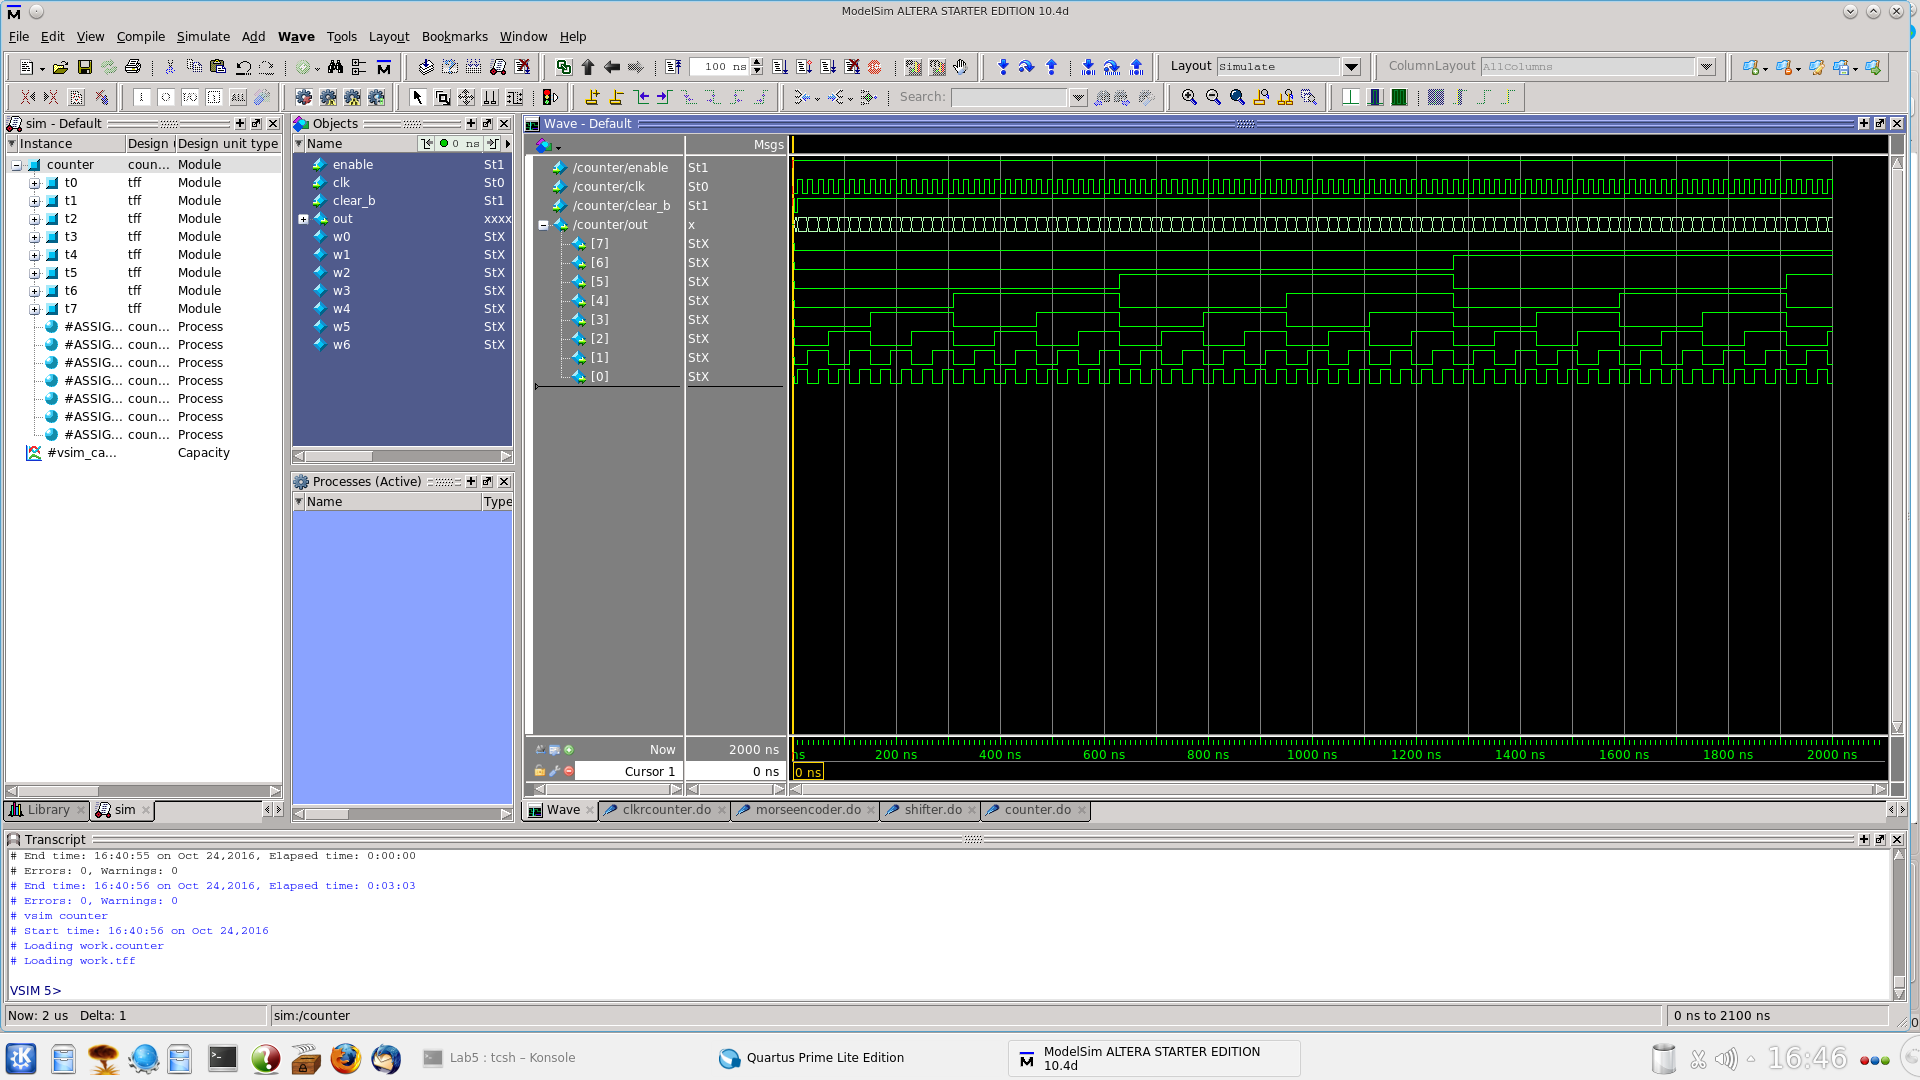 ModelSim ALTERA STARTER EDITION 10.4d
File Edit View Compile Simulate Add Wave Tools Layout Bookmarks Window Help
100 ns Layout Simulate ColumnLayout AllColumns
Search:
sim - Default
Instance Design Design unit type
counter coun... Module
t0 tff Module
t1 tff Module
t2 tff Module
t3 tff Module
t4 tff Module
t5 tff Module
t6 tff Module
t7 tff Module
#ASSIG... coun... Process
#ASSIG... coun... Process
#ASSIG... coun... Process
#ASSIG... coun... Process
#ASSIG... coun... Process
#ASSIG... coun... Process
#ASSIG... coun... Process
#vsim_ca... Capacity
Library sim
Objects
Name 0 ns
enable St1
clk St0
clear_b St1
out xxxx
w0 StX
w1 StX
w2 StX
w3 StX
w4 StX
w5 StX
w6 StX
Processes (Active)
Name Type
Wave - Default
Msgs
/counter/enable St1
/counter/clk St0
/counter/clear_b St1
/counter/out x
[7] StX
[6] StX
[5] StX
[4] StX
[3] StX
[2] StX
[1] StX
[0] StX
Now 2000 ns
ns 200 ns 400 ns 600 ns 800 ns 1000 ns 1200 ns 1400 ns 1600 ns 1800 ns 2000 ns
Cursor 1 0 ns 0 ns
Wave clkrcounter.do morseencoder.do shifter.do counter.do
Transcript
# End time: 16:40:55 on Oct 24,2016, Elapsed time: 0:00:00
# Errors: 0, Warnings: 0
# End time: 16:40:56 on Oct 24,2016, Elapsed time: 0:03:03
# Errors: 0, Warnings: 0
# vsim counter
# Start time: 16:40:56 on Oct 24,2016
# Loading work.counter
# Loading work.tff
VSIM 5>
Now: 2 us Delta: 1 sim:/counter 0 ns to 2100 ns
Lab5 : tcsh – Konsole Quartus Prime Lite Edition ModelSim ALTERA STARTER EDITION 10.4d 16:46